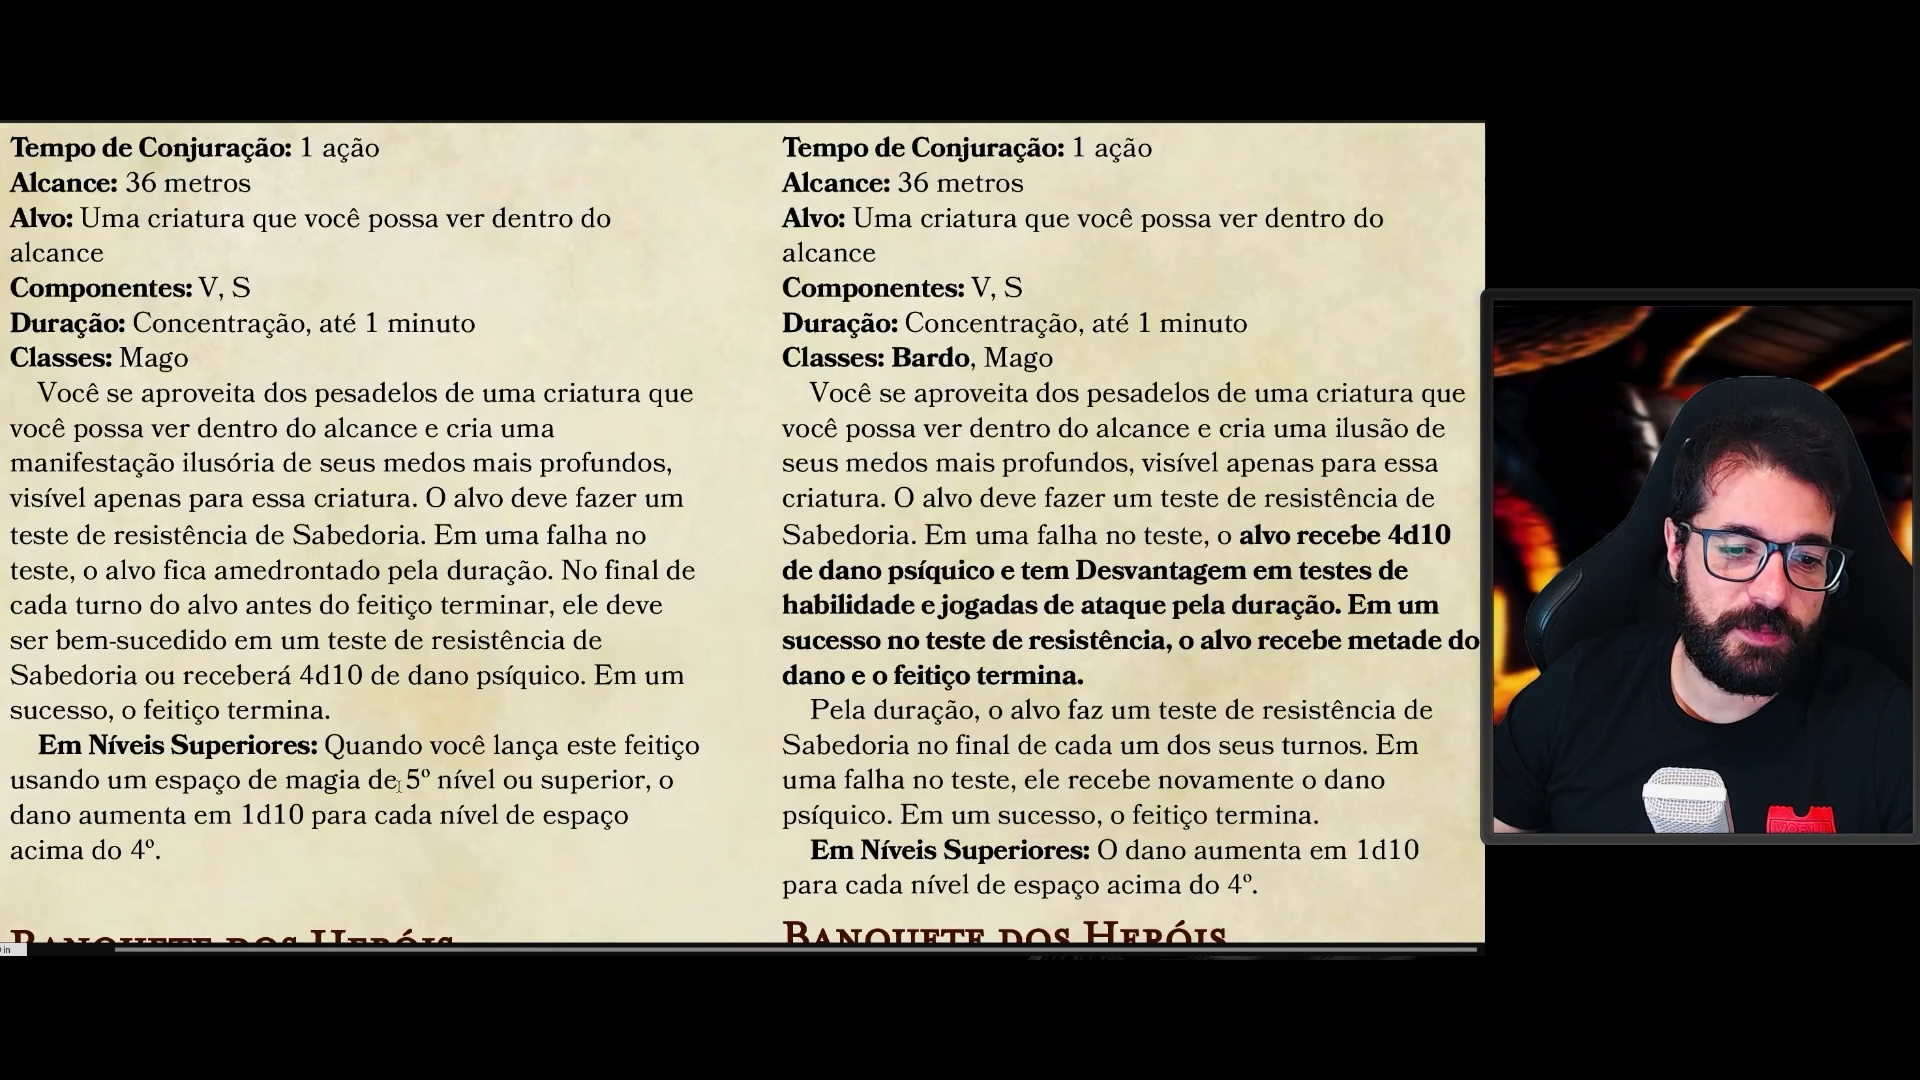 Tempo de Conjuração: 1 ação
Alcance: 36 metros
Alvo: Uma criatura que você possa ver dentro do
alcance
Componentes: V, S
Duração: Concentração, até 1 minuto
Classes: Mago
Você se aproveita dos pesadelos de uma criatura que
você possa ver dentro do alcance e cria uma
manifestação ilusória de seus medos mais profundos,
visível apenas para essa criatura. O alvo deve fazer um
teste de resistência de Sabedoria. Em uma falha no
teste, o alvo fica amedrontado pela duração. No final de
cada turno do alvo antes do feitiço terminar, ele deve
ser bem-sucedido em um teste de resistência de
Sabedoria ou receberá 4d10 de dano psíquico. Em um
sucesso, o feitiço termina.
Em Níveis Superiores: Quando você lança este feitiço
usando um espaço de magia de 5º nível ou superior, o
dano aumenta em 1d10 para cada nível de espaço
acima do 4º.
Banquete dos Heróis
in
Tempo de Conjuração: 1 ação
Alcance: 36 metros
Alvo: Uma criatura que você possa ver dentro do
alcance
Componentes: V, S
Duração: Concentração, até 1 minuto
Classes: Bardo, Mago
Você se aproveita dos pesadelos de uma criatura que
você possa ver dentro do alcance e cria uma ilusão de
seus medos mais profundos, visível apenas para essa
criatura. O alvo deve fazer um teste de resistência de
Sabedoria. Em uma falha no teste, o alvo recebe 4d10
de dano psíquico e tem Desvantagem em testes de
habilidade e jogadas de ataque pela duração. Em um
sucesso no teste de resistência, o alvo recebe metade do
dano e o feitiço termina.
Pela duração, o alvo faz um teste de resistência de
Sabedoria no final de cada um dos seus turnos. Em
uma falha no teste, ele recebe novamente o dano
psíquico. Em um sucesso, o feitiço termina.
Em Níveis Superiores: O dano aumenta em 1d10
para cada nível de espaço acima do 4º.
Banquete dos Heróis